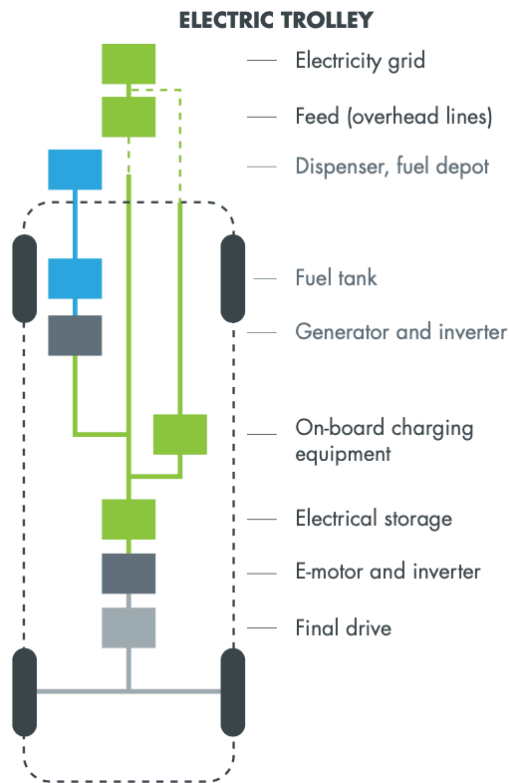 ELECTRIC TROLLEY
Electricity grid
Feed (overhead lines)
Dispenser, fuel depot
Fuel tank
Generator and inverter
On-board charging
equipment
Electrical storage
E-motor and inverter
Final drive